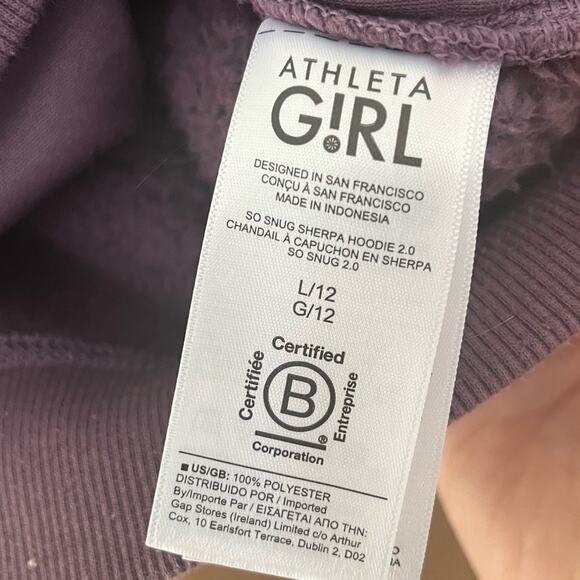 ATHLETA
G!RL
DESIGNED IN SAN FRANCISCO
CONÇU À SAN FRANCISCO
MADE IN INDONESIA
SO SNUG SHERPA HOODIE 2.0
CHANDAIL À CAPUCHON EN SHERPA
SO SNUG 2.0
L/12
G/12
Certified
Certifiée
B
®
Entreprise
Corporation
■ US/GB: 100% POLYESTER
DISTRIBUIDO POR / Imported
By/Importe Par / ΕΙΣΑΓΕΤΑΙ ΑΠΟ ΤΗΝ:
Gap Stores (Ireland) Limited c/o Arthur
Cox, 10 Earlsfort Terrace, Dublin 2, D02